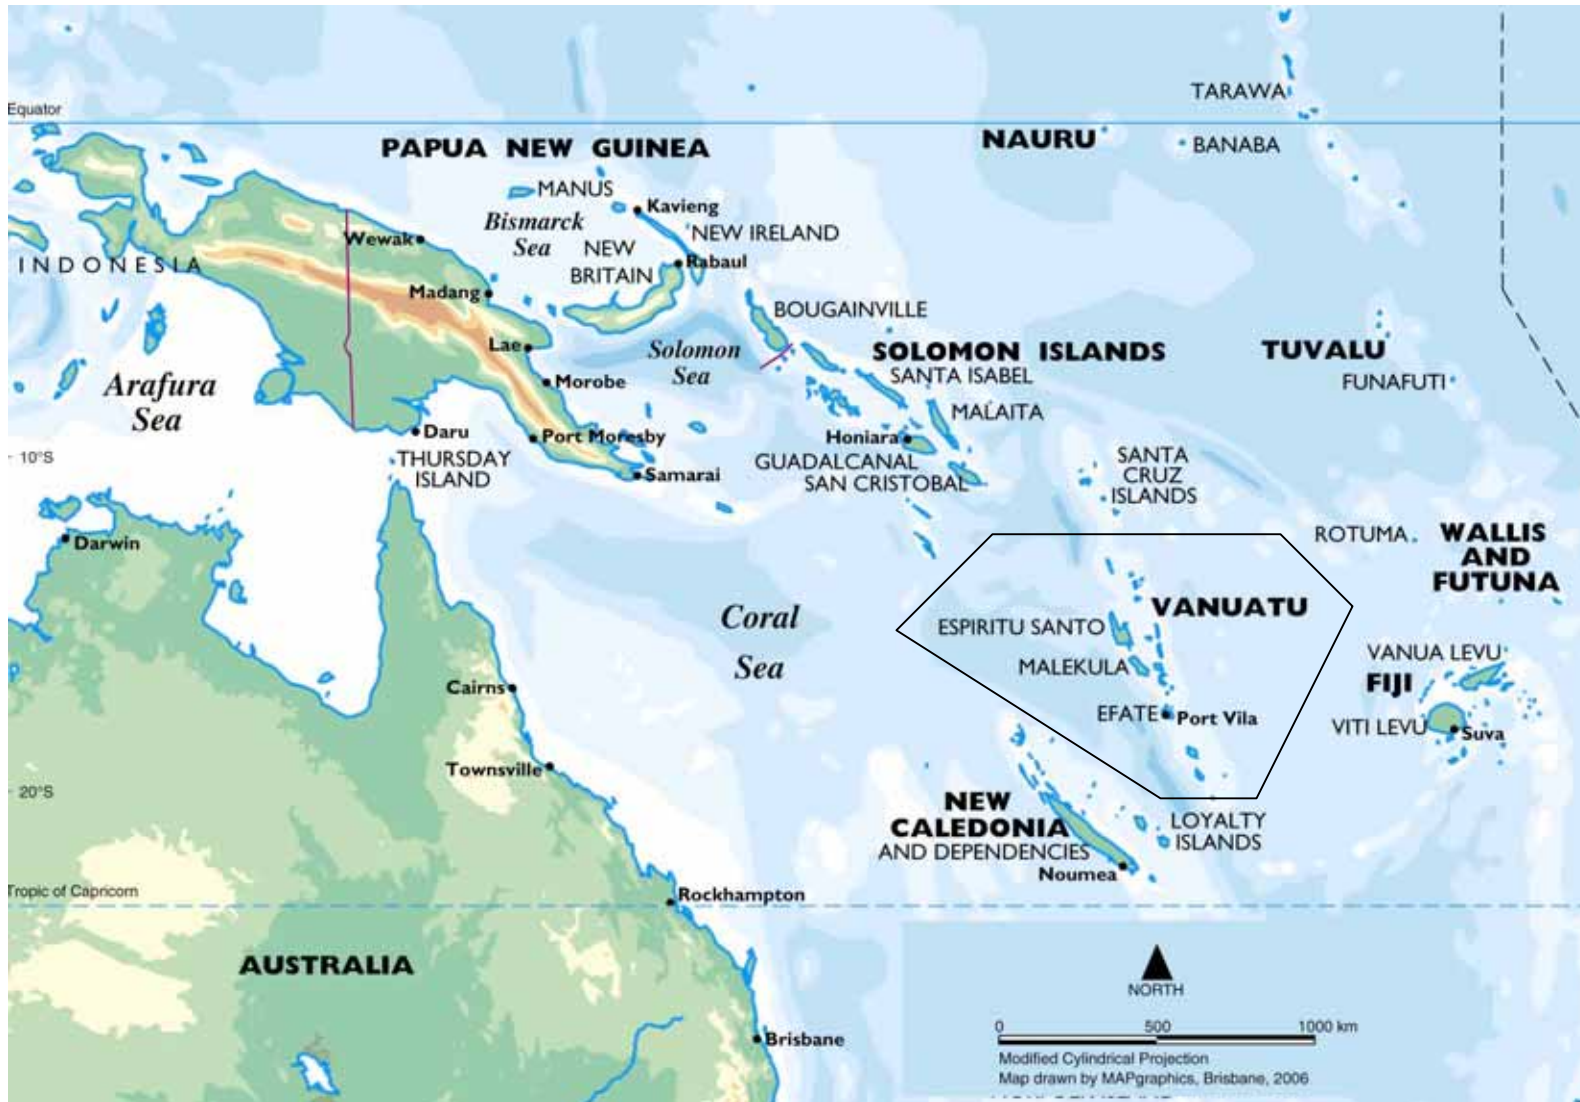 TARAWA
Equator
PAPUA NEW GUINEA
NAURU
BANABA
MANUS
Kavieng
Bismarck
Sea
NEW IRELAND
Wewak
NEW
BRITAIN
Rabaul
INDONESIA
Madang
BOUGAINVILLE
Lae
Solomon
Sea
SOLOMON ISLANDS
SANTA ISABEL
TUVALU
FUNAFUTI
Arafura
Sea
Morobe
MALAITA
Daru
Port Moresby
Honiara
10°S
THURSDAY
ISLAND
Samarai
GUADALCANAL
SAN CRISTOBAL
SANTA
CRUZ
ISLANDS
Darwin
ROTUMA
WALLIS
AND
FUTUNA
Coral
Sea
VANUATU
ESPIRITU SANTO
MALEKULA
VANUA LEVU
FIJI
Cairns
EFATE
Port Vila
VITI LEVU
Suva
Townsville
20°S
NEW
CALEDONIA
AND DEPENDENCIES
LOYALTY
ISLANDS
Noumea
Tropic of Capricorn
Rockhampton
AUSTRALIA
NORTH
0 500 1000 km
Brisbane
Modified Cylindrical Projection
Map drawn by MAPgraphics, Brisbane, 2006